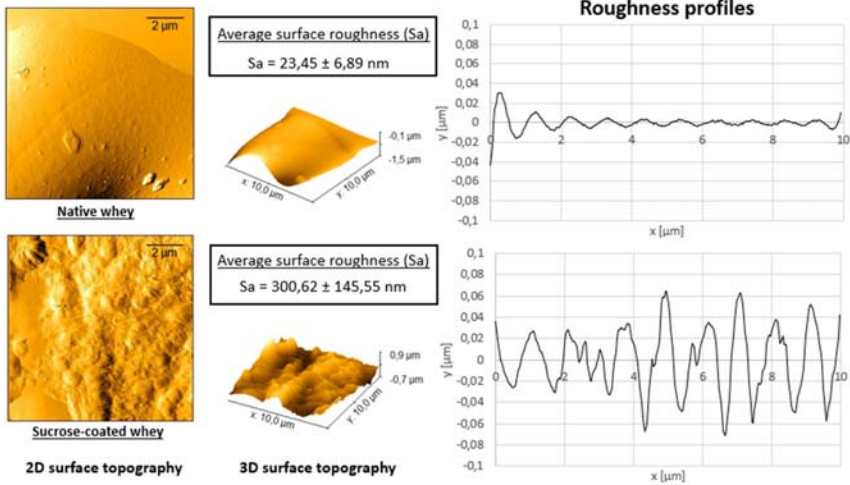 Roughness profiles
2 µm
Average surface roughness (Sa)
Sa = 23,45 ± 6,89 nm
-0,1 µm
-1,5 µm
x: 10,0 µm
y: 10,0 µm
Native whey
0,1
0,08
0,06
0,04
0,02
0
-0,02
-0,04
-0,06
-0,08
-0,1
y [µm]
0 2 4 6 8 10
x [µm]
2 µm
Average surface roughness (Sa)
Sa = 300,62 ± 145,55 nm
0,9 µm
-0,7 µm
x: 10,0 µm
y: 10,0 µm
Sucrose-coated whey
0,1
0,08
0,06
0,04
0,02
0
-0,02
-0,04
-0,06
-0,08
-0,1
y [µm]
0 2 4 6 8 10
x [µm]
2D surface topography
3D surface topography